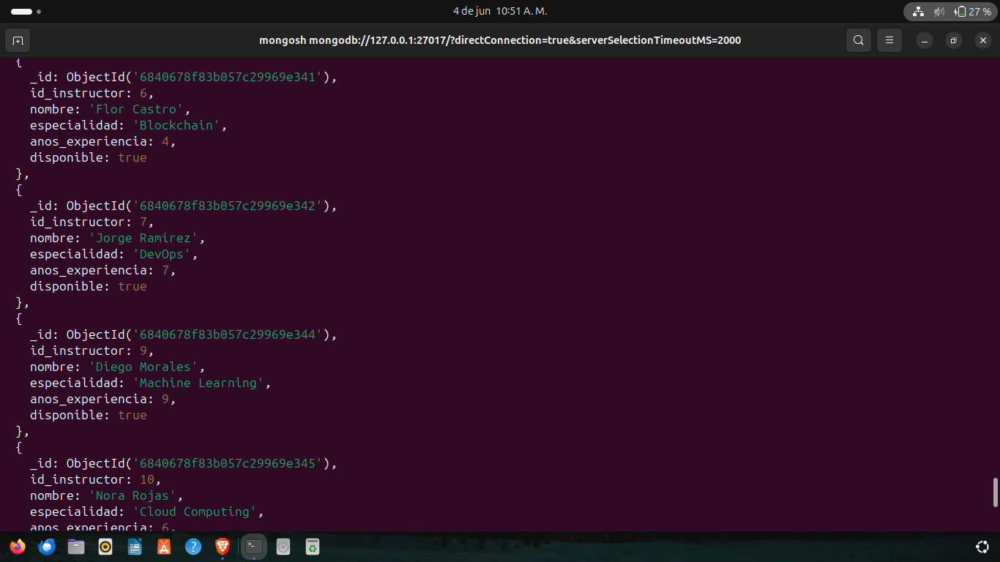 4 de jun 10:51 A. M.
27 %
mongosh mongodb://127.0.0.1:27017/?directConnection=true&serverSelectionTimeoutMS=2000
{
_id: ObjectId('6840678f83b057c29969e341'),
id_instructor: 6,
nombre: 'Flor Castro',
especialidad: 'Blockchain',
anos_experiencia: 4,
disponible: true
},
{
_id: ObjectId('6840678f83b057c29969e342'),
id_instructor: 7,
nombre: 'Jorge Ramírez',
especialidad: 'DevOps',
anos_experiencia: 7,
disponible: true
},
{
_id: ObjectId('6840678f83b057c29969e344'),
id_instructor: 9,
nombre: 'Diego Morales',
especialidad: 'Machine Learning',
anos_experiencia: 9,
disponible: true
},
{
_id: ObjectId('6840678f83b057c29969e345'),
id_instructor: 10,
nombre: 'Nora Rojas',
especialidad: 'Cloud Computing',
anos_experiencia: 6,